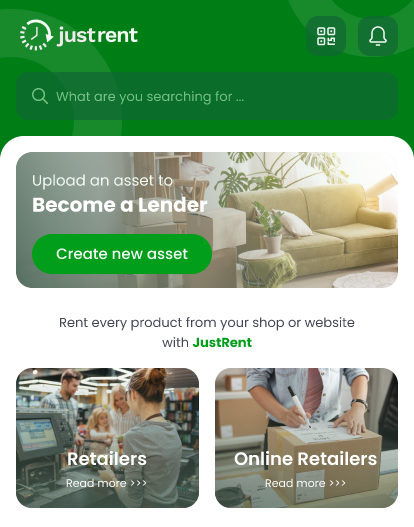 justrent
What are you searching for ...
Upload an asset to
Become a Lender
Create new asset
Rent every product from your shop or website
with JustRent
Retailers
Read more >>>
Online Retailers
Read more >>>